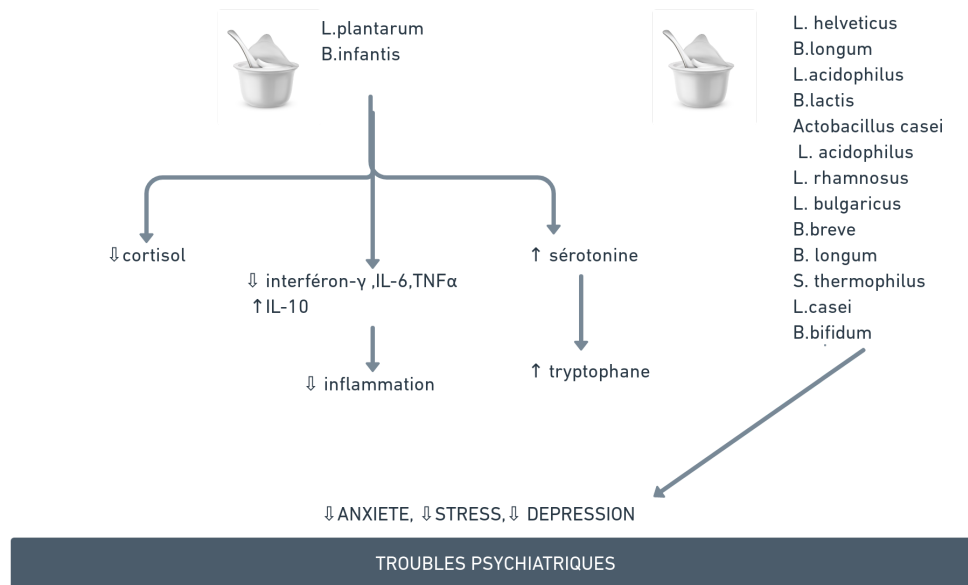 L.plantarum
B.infantis
L. helveticus
B.longum
L.acidophilus
B.lactis
Actobacillus casei
L. acidophilus
L. rhamnosus
L. bulgaricus
B.breve
B. longum
S. thermophilus
L.casei
B.bifidum
⇩cortisol
⇩ interféron-γ ,IL-6,TNFα
↑IL-10
⇩ inflammation
↑ sérotonine
↑ tryptophane
⇩ANXIETE, ⇩STRESS,⇩ DEPRESSION
TROUBLES PSYCHIATRIQUES